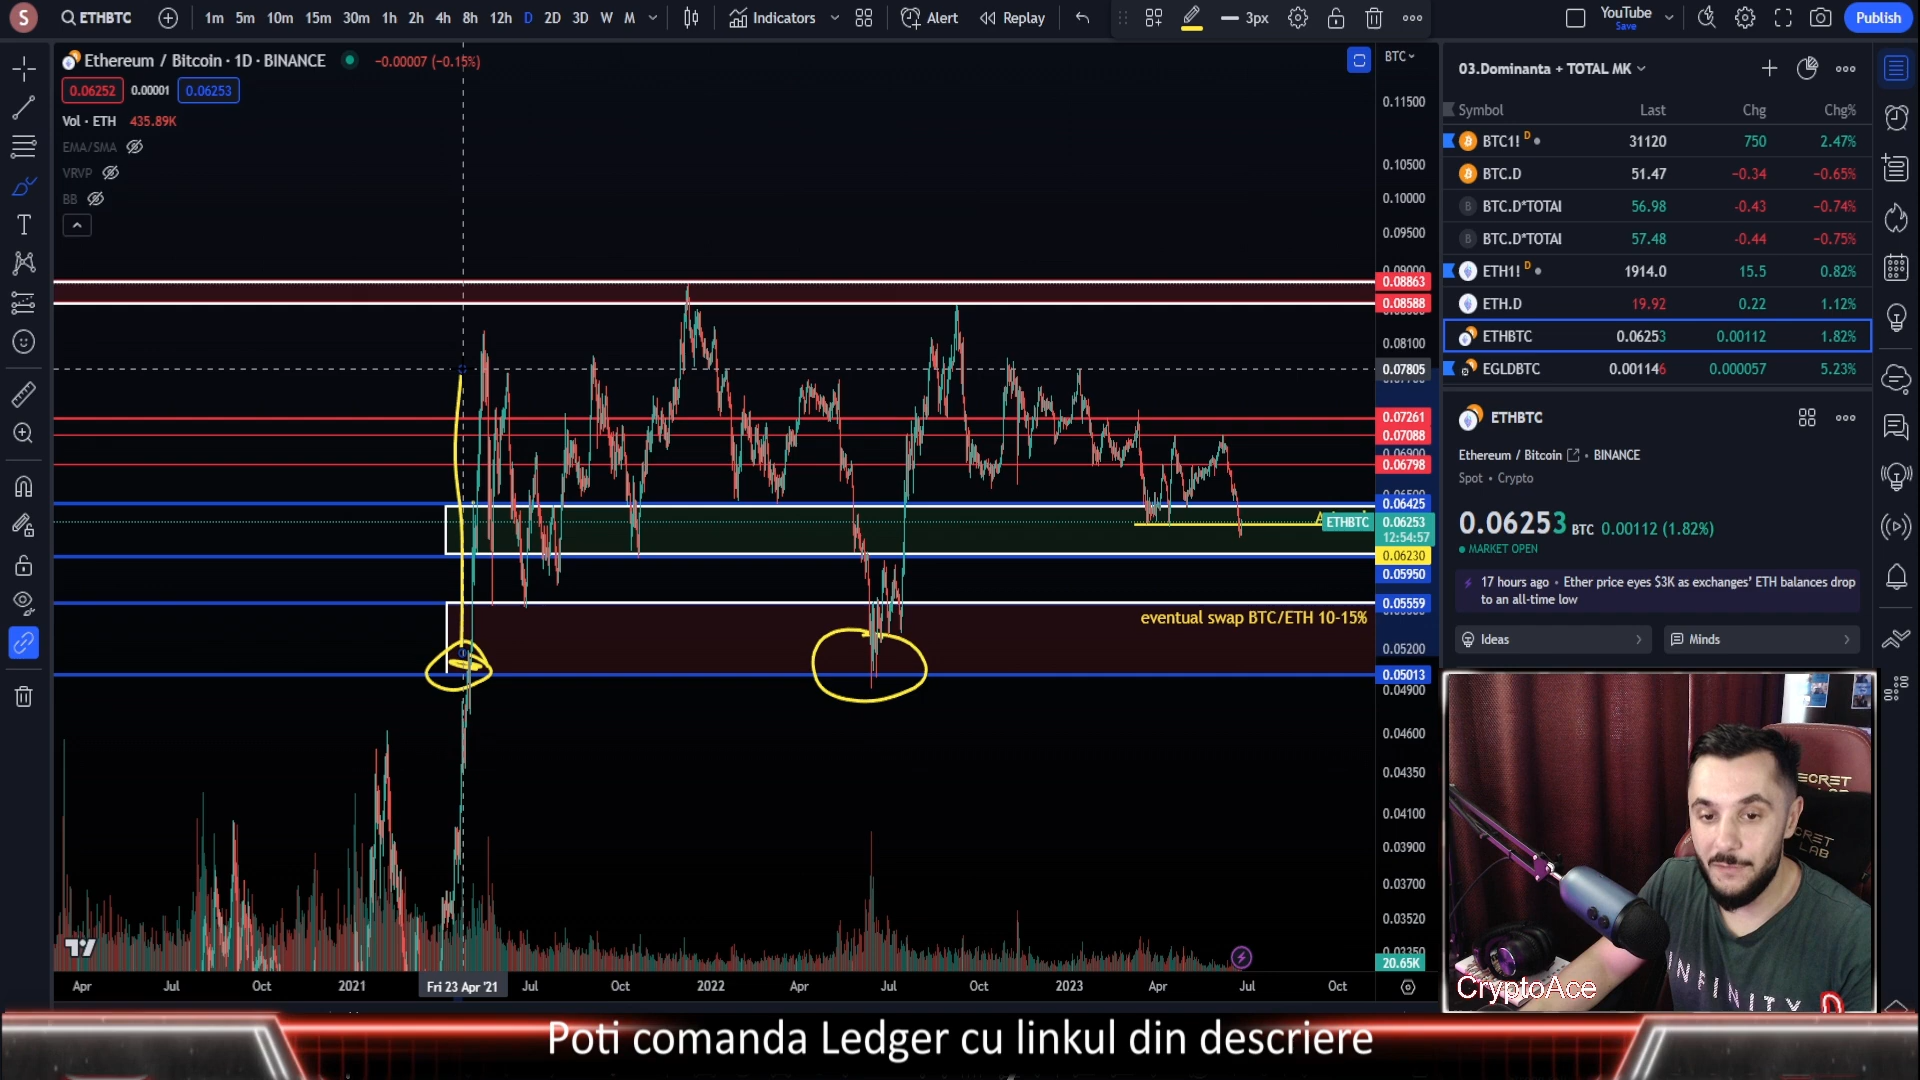 S
ETHBTC
1m 5m 10m 15m 30m 1h 2h 4h 8h 12h D 2D 3D W M
Indicators
Alert
Replay
3px
YouTube
Save
Publish
Ethereum / Bitcoin · 1D · BINANCE
−0.00007 (−0.15%)
0.06252 0.00001 0.06253
Vol · ETH 435.89K
EMA/SMA
VRVP
BB
BTC
0.11500
0.10500
0.10000
0.09500
0.09000
0.08863
0.08588
0.08100
0.07805
0.07261
0.07088
0.06900
0.06798
0.06425
ETHBTC
0.06253
12:54:57
0.06230
0.05950
0.05559
eventual swap BTC/ETH 10-15%
0.05200
0.05013
0.04900
0.04600
0.04350
0.04100
0.03900
0.03700
0.03520
0.03350
20.65K
Apr Jul Oct 2021 Fri 23 Apr '21 Jul Oct 2022 Apr Jul Oct 2023 Apr Jul Oct
03.Dominanta + TOTAL MK
Symbol Last Chg Chg%
BTC1! D 31120 750 2.47%
BTC.D 51.47 −0.34 −0.65%
B BTC.D*TOTAl 56.98 -0.43 −0.74%
B BTC.D*TOTAl 57.48 -0.44 −0.75%
ETH1! D 1914.0 15.5 0.82%
ETH.D 19.92 0.22 1.12%
ETHBTC 0.06253 0.00112 1.82%
EGLDBTC 0.001146 0.000057 5.23%
ETHBTC
Ethereum / Bitcoin • BINANCE
Spot • Crypto
0.06253 BTC 0.00112 (1.82%)
MARKET OPEN
17 hours ago • Ether price eyes $3K as exchanges' ETH balances drop
to an all-time low
Ideas
Minds
SECRET
LAB
INFINITY
CryptoAce
Poti comanda Ledger cu linkul din descriere